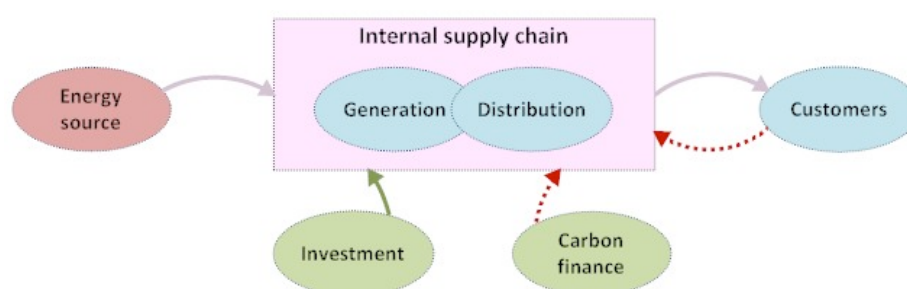 Internal supply chain
Energy
source
Generation
Distribution
Customers
Investment
Carbon
finance